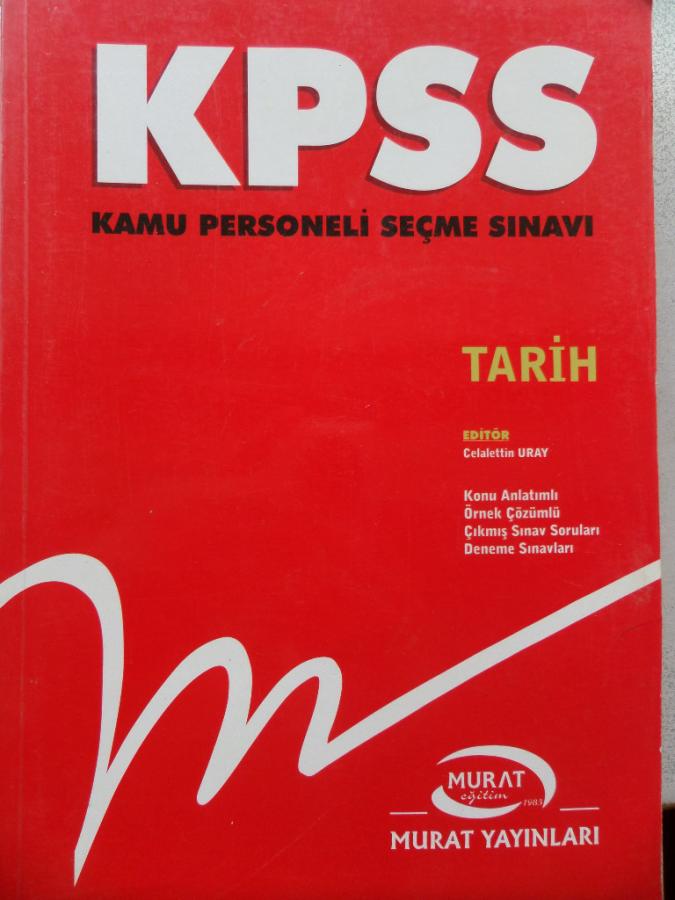 KPSS
KAMU PERSONELİ SEÇME SINAVI
TARİH
EDİTÖR
Celalettin URAY
Konu Anlatımlı
Örnek Çözümlü
Çıkmış Sınav Soruları
Deneme Sınavları
MURAT
eğitim
1983
MURAT YAYINLARI